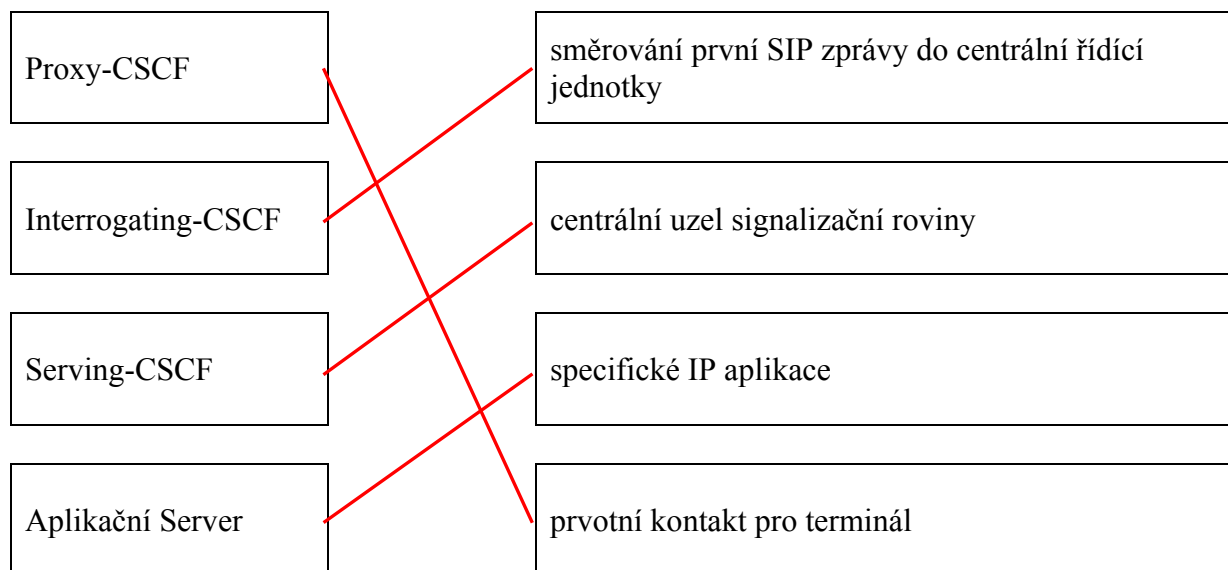 Proxy-CSCF
směrování první SIP zprávy do centrální řídící
jednotky
Interrogating-CSCF
centrální uzel signalizační roviny
Serving-CSCF
specifické IP aplikace
Aplikační Server
prvotní kontakt pro terminál